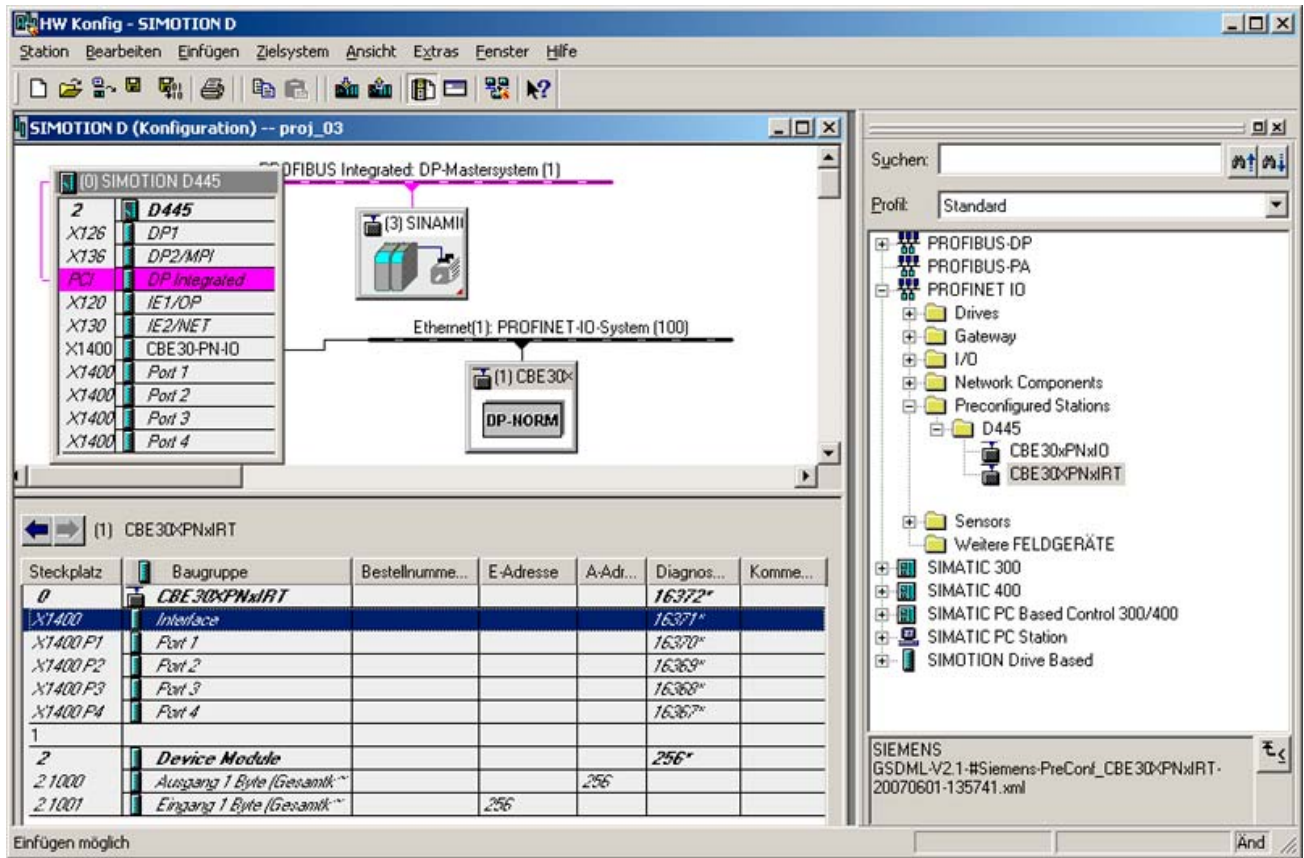 HW Konfig - SIMOTION D
Station Bearbeiten Einfügen Zielsystem Ansicht Extras Fenster Hilfe
SIMOTION D (Konfiguration) -- proj_03
(0) SIMOTION D445
2 D445
X126 DP1
X136 DP2/MPI
PCI DP Integrated
X120 IE1/OP
X130 IE2/NET
X1400 CBE30-PN-IO
X1400 Port 1
X1400 Port 2
X1400 Port 3
X1400 Port 4
OFIBUS Integrated: DP-Mastersystem (1)
(3) SINAMI
Ethernet(1): PROFINET-IO-System (100)
(1) CBE30X
DP-NORM
(1) CBE30XPNxIRT
Steckplatz Baugruppe Bestellnumme... E-Adresse A-Adr... Diagnos... Komme...
0 CBE30XPNxIRT 16372*
X1400 Interface 16371*
X1400 P1 Port 1 16370*
X1400 P2 Port 2 16369*
X1400 P3 Port 3 16368*
X1400 P4 Port 4 16367*
1
2 Device Module 256*
2.1000 Ausgang 1 Byte (Gesamtk~ 256
2.1001 Eingang 1 Byte (Gesamtk~ 256
Suchen:
Profil: Standard
PROFIBUS-DP
PROFIBUS-PA
PROFINET IO
Drives
Gateway
I/O
Network Components
Preconfigured Stations
D445
CBE30xPNxIO
CBE30XPNxIRT
Sensors
Weitere FELDGERÄTE
SIMATIC 300
SIMATIC 400
SIMATIC PC Based Control 300/400
SIMATIC PC Station
SIMOTION Drive Based
SIEMENS
GSDML-V2.1-#Siemens-PreConf_CBE30XPNxIRT-
20070601-135741.xml
Einfügen möglich
Änd